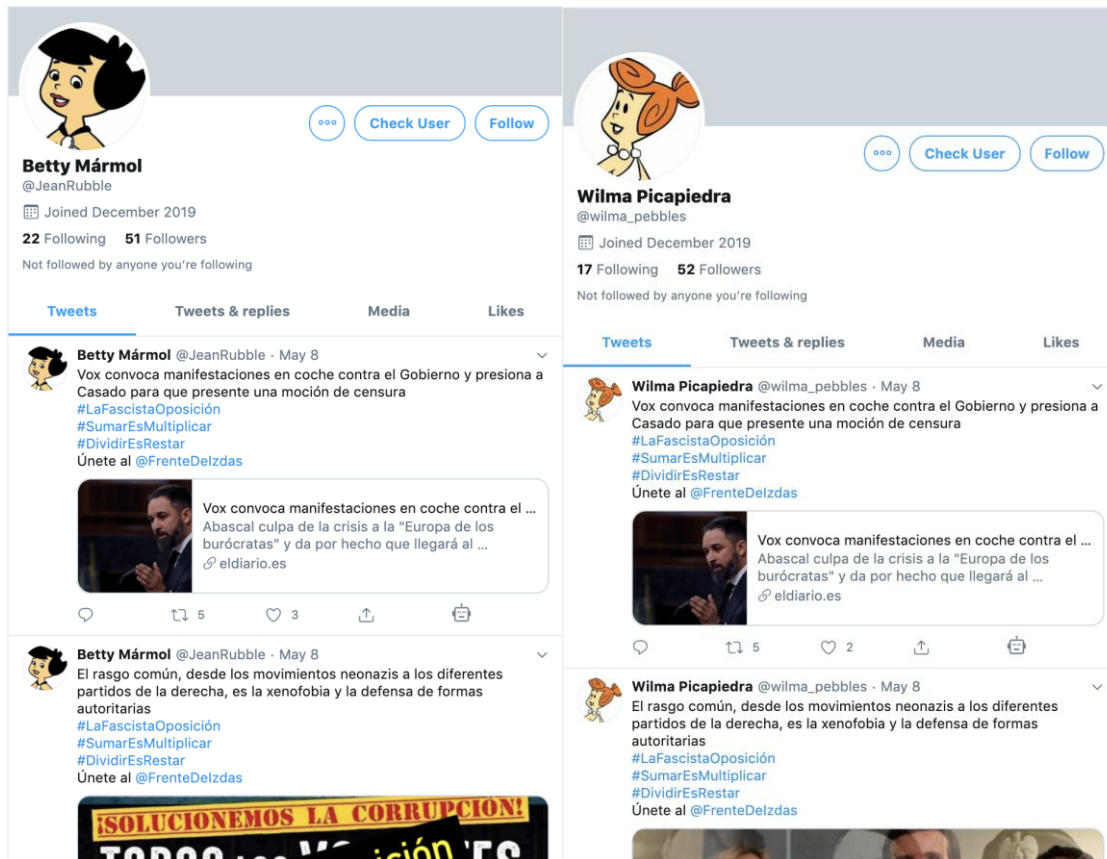 Betty Mármol
@JeanRubble
Joined December 2019
22 Following 51 Followers
Not followed by anyone you're following
Check User
Follow
Tweets
Tweets & replies
Media
Likes
Betty Mármol @JeanRubble · May 8
Vox convoca manifestaciones en coche contra el Gobierno y presiona a
Casado para que presente una moción de censura
#LaFascistaOposición
#SumarEsMultiplicar
#DividirEsRestar
Únete al @FrenteDeIzdas
Vox convoca manifestaciones en coche contra el ...
Abascal culpa de la crisis a la "Europa de los
burócratas" y da por hecho que llegará al ...
eldiario.es
5
3
Betty Mármol @JeanRubble · May 8
El rasgo común, desde los movimientos neonazis a los diferentes
partidos de la derecha, es la xenofobia y la defensa de formas
autoritarias
#LaFascistaOposición
#SumarEsMultiplicar
#DividirEsRestar
Únete al @FrenteDeIzdas
¡SOLUCIONEMOS LA CORRUPCIÓN!
Wilma Picapiedra
@wilma_pebbles
Joined December 2019
17 Following 52 Followers
Not followed by anyone you're following
Check User
Follow
Tweets
Tweets & replies
Media
Likes
Wilma Picapiedra @wilma_pebbles · May 8
Vox convoca manifestaciones en coche contra el Gobierno y presiona a
Casado para que presente una moción de censura
#LaFascistaOposición
#SumarEsMultiplicar
#DividirEsRestar
Únete al @FrenteDeIzdas
Vox convoca manifestaciones en coche contra el ...
Abascal culpa de la crisis a la "Europa de los
burócratas" y da por hecho que llegará al ...
eldiario.es
5
2
Wilma Picapiedra @wilma_pebbles · May 8
El rasgo común, desde los movimientos neonazis a los diferentes
partidos de la derecha, es la xenofobia y la defensa de formas
autoritarias
#LaFascistaOposición
#SumarEsMultiplicar
#DividirEsRestar
Únete al @FrenteDeIzdas